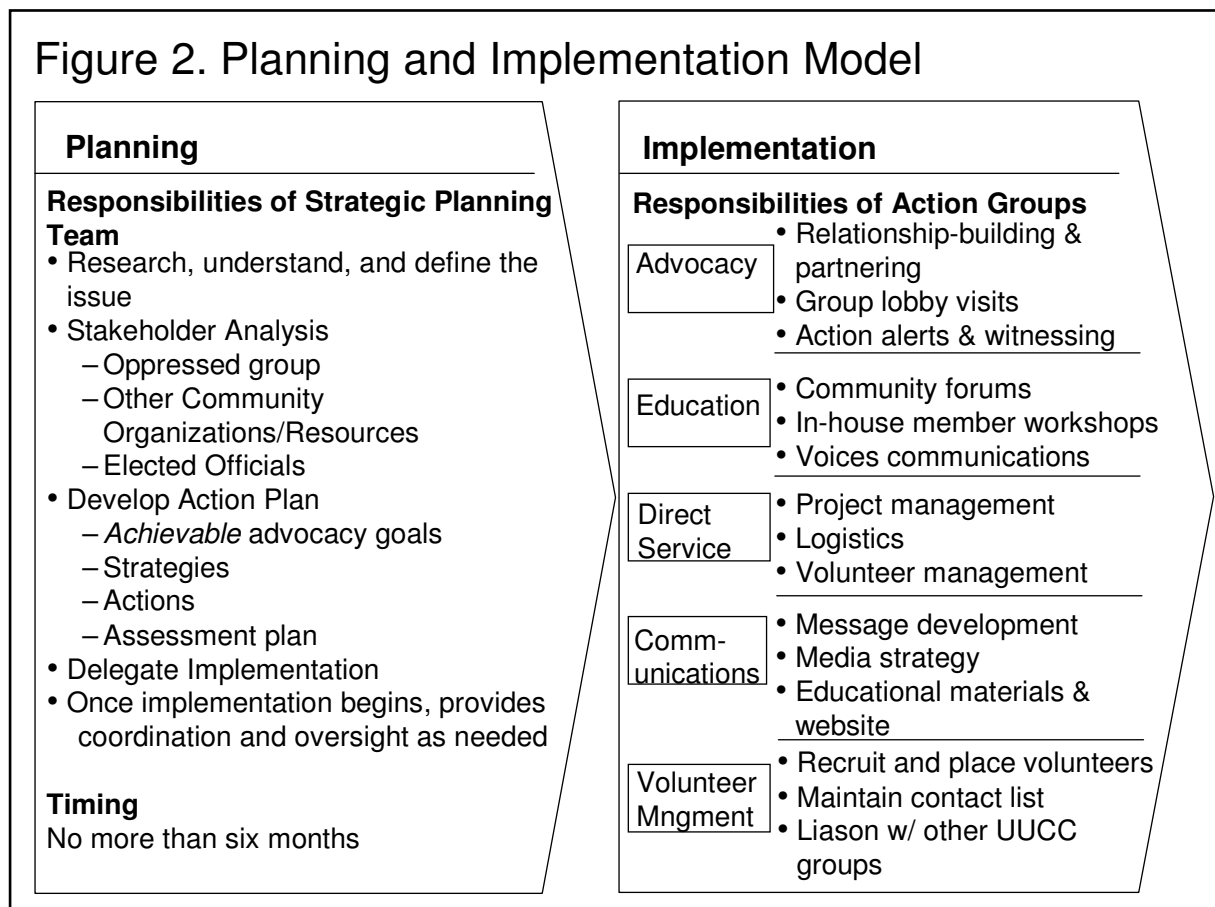 Figure 2. Planning and Implementation Model
Planning
Responsibilities of Strategic Planning
Team
• Research, understand, and define the
issue
• Stakeholder Analysis
– Oppressed group
– Other Community
Organizations/Resources
– Elected Officials
• Develop Action Plan
– Achievable advocacy goals
– Strategies
– Actions
– Assessment plan
• Delegate Implementation
• Once implementation begins, provides
coordination and oversight as needed
Timing
No more than six months
Implementation
Responsibilities of Action Groups
Advocacy
• Relationship-building &
partnering
• Group lobby visits
• Action alerts & witnessing
Education
• Community forums
• In-house member workshops
• Voices communications
Direct
Service
• Project management
• Logistics
• Volunteer management
Comm-
unications
• Message development
• Media strategy
• Educational materials &
website
Volunteer
Mngment
• Recruit and place volunteers
• Maintain contact list
• Liason w/ other UUCC
groups